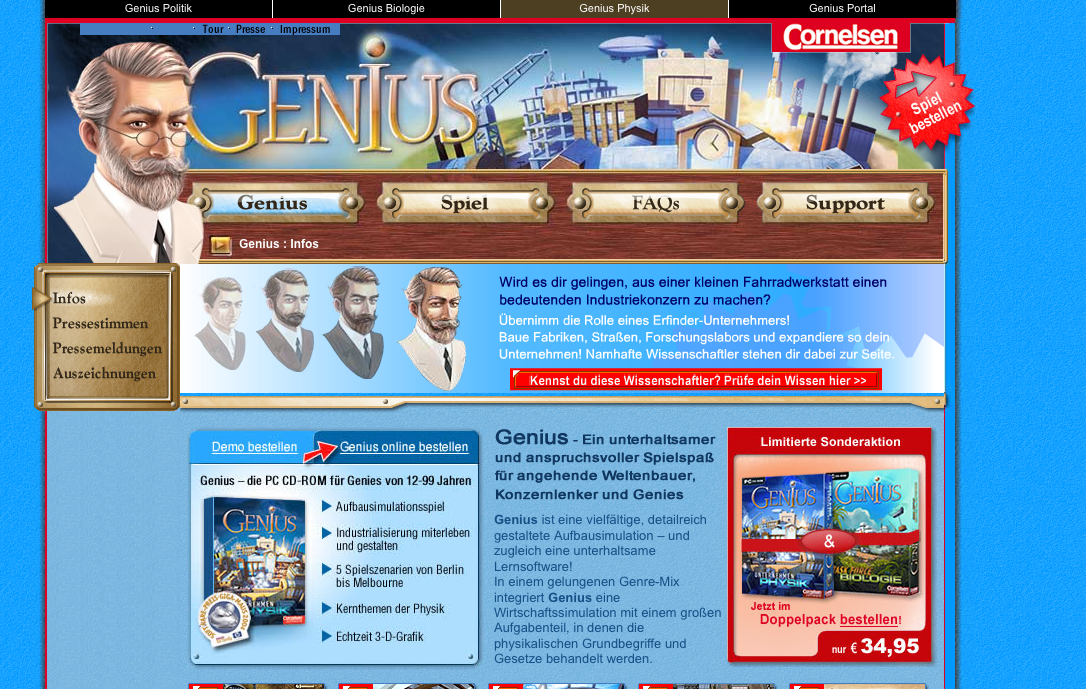 Genius Politik
Genius Biologie
Genius Physik
Genius Portal
Tour · Presse · Impressum
Cornelsen
GENIUS
Spiel
bestellen
Genius
Spiel
FAQs
Support
Genius : Infos
Infos
Pressestimmen
Pressemeldungen
Auszeichnungen
Wird es dir gelingen, aus einer kleinen Fahrradwerkstatt einen
bedeutenden Industriekonzern zu machen?
Übernimm die Rolle eines Erfinder-Unternehmers!
Baue Fabriken, Straßen, Forschungslabors und expandiere so dein
Unternehmen! Namhafte Wissenschaftler stehen dir dabei zur Seite.
Kennst du diese Wissenschaftler? Prüfe dein Wissen hier >>
Demo bestellen
Genius online bestellen
Genius – die PC CD-ROM für Genies von 12-99 Jahren
Aufbausimulationsspiel
Industrialisierung miterleben
und gestalten
5 Spielszenarien von Berlin
bis Melbourne
Kernthemen der Physik
Echtzeit 3-D-Grafik
GENIUS
Genius - Ein unterhaltsamer
und anspruchsvoller Spielspaß
für angehende Weltenbauer,
Konzernlenker und Genies
Genius ist eine vielfältige, detailreich
gestaltete Aufbausimulation – und
zugleich eine unterhaltsame
Lernsoftware!
In einem gelungenen Genre-Mix
integriert Genius eine
Wirtschaftssimulation mit einem großen
Aufgabenteil, in denen die
physikalischen Grundbegriffe und
Gesetze behandelt werden.
Limitierte Sonderaktion
GENIUS
GENIUS
&
UNTERNEHMEN
PHYSIK
TASK FORCE
BIOLOGIE
Cornelsen
Jetzt im
Doppelpack bestellen!
nur € 34,95